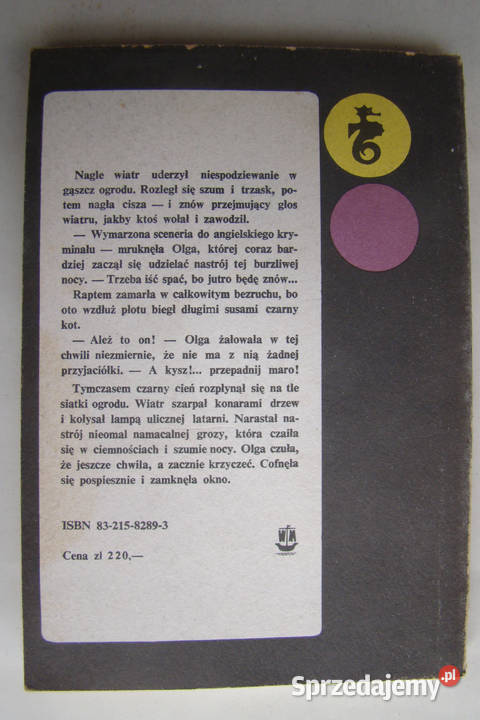 Nagle wiatr uderzył niespodziewanie w
gąszcz ogrodu. Rozległ się szum i trzask, po-
tem nagła cisza — i znów przejmujący głos
wiatru, jakby ktoś wołał i zawodził.
— Wymarzona sceneria do angielskiego kry-
minału — mruknęła Olga, której coraz bar-
dziej zaczął się udzielać nastrój tej burzliwej
nocy. — Trzeba iść spać, bo jutro będę znów...
Raptem zamarła w całkowitym bezruchu, bo
oto wzdłuż płotu biegł długimi susami czarny
kot.
— Ależ to on! — Olga żałowała w tej
chwili niezmiernie, że nie ma z nią żadnej
przyjaciółki. — A kysz!... przepadnij maro!
Tymczasem czarny cień rozpłynął się na tle
siatki ogrodu. Wiatr szarpał konarami drzew
i kołysał lampą ulicznej latarni. Narastał na-
strój nieomal namacalnej grozy, która czaiła
się w ciemnościach i szumie nocy. Olga czuła,
że jeszcze chwila, a zacznie krzyczeć. Cofnęła
się pospiesznie i zamknęła okno.
ISBN 83-215-8289-3
WM
Cena zł 220,—
Sprzedajemy.pl